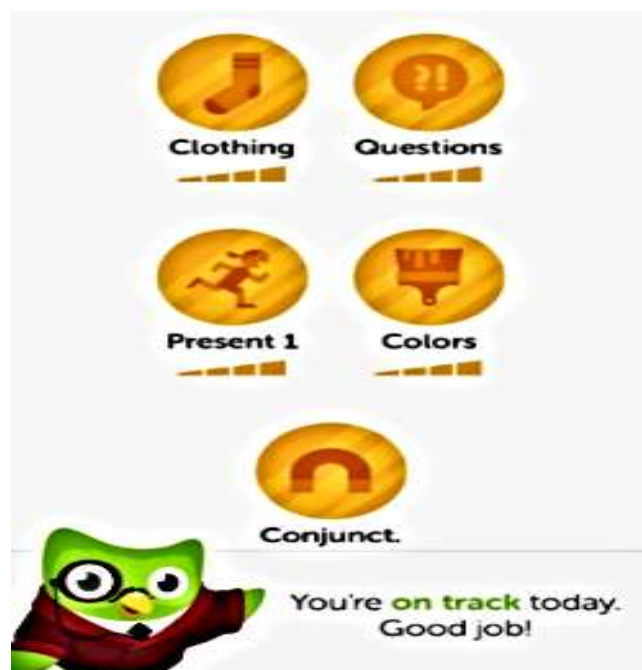 Clothing Questions
Present 1 Colors
Conjunct.
You're on track today.
Good job!